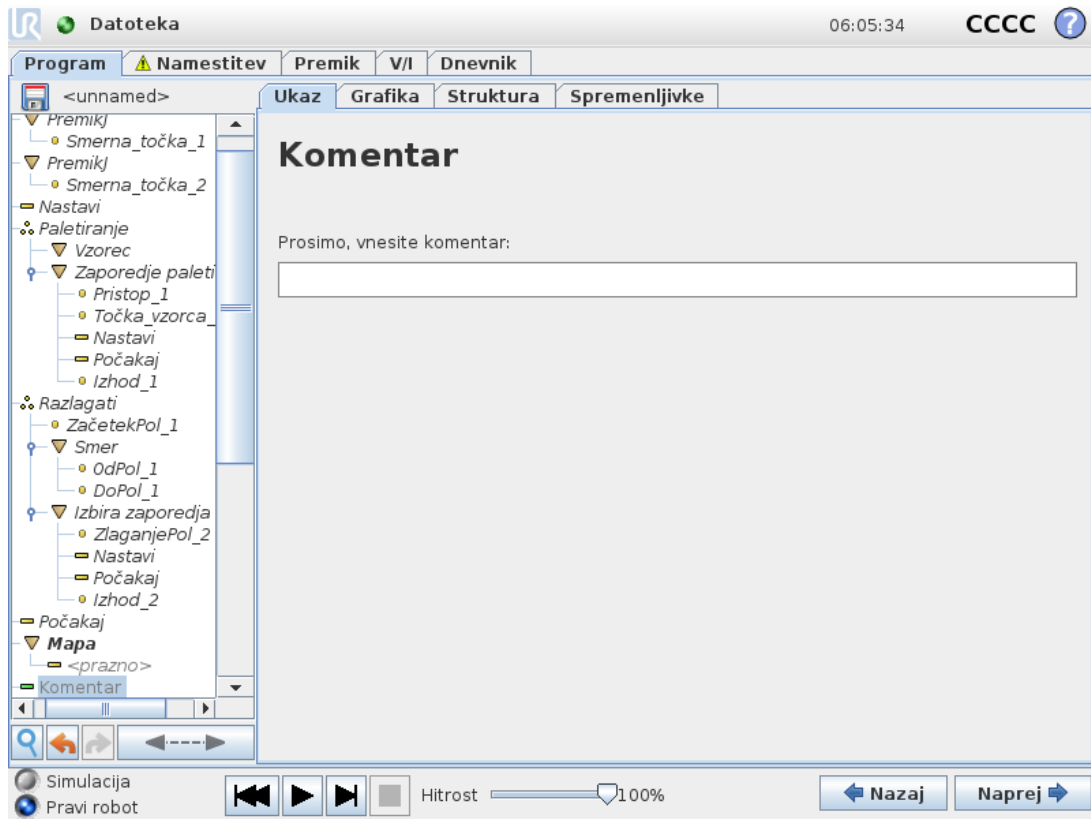 UR Datoteka 06:05:34 CCCC ?
Program Namestitev Premik V/I Dnevnik
<unnamed> Ukaz Grafika Struktura Spremenljivke
PremikJ
Smerna_točka_1
PremikJ
Smerna_točka_2
Nastavi
Paletiranje
Vzorec
Zaporedje paleti
Pristop_1
Točka_vzorca_
Nastavi
Počakaj
Izhod_1
Razlagati
ZačetekPol_1
Smer
OdPol_1
DoPol_1
Izbira zaporedja
ZlaganjePol_2
Nastavi
Počakaj
Izhod_2
Počakaj
Mapa
<prazno>
Komentar
Komentar
Prosimo, vnesite komentar:
Simulacija
Pravi robot
Hitrost 100%
Nazaj Naprej